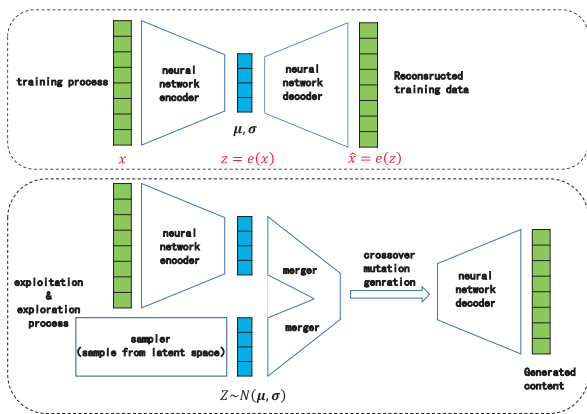 training process
neural
network
encoder
μ, σ
neural
network
decoder
Reconsructed
training data
x
z = e(x)
x̂ = e(z)
exploitation
&
exploration
process
neural
network
encoder
sampler
(sample from latent space)
Z~N(μ, σ)
merger
merger
crossover
mutation
genration
neural
network
decoder
Generated
content